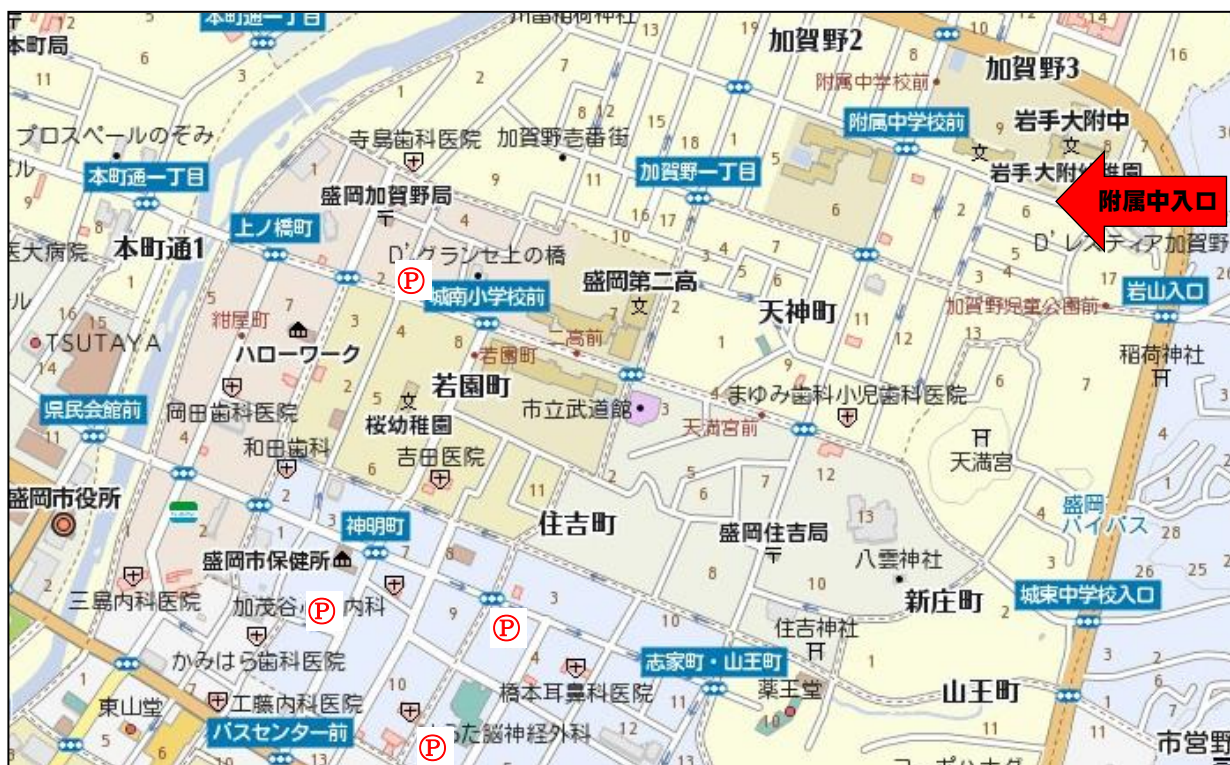 本町通一丁目
川留稲荷神社
加賀野2
本町局
加賀野3
附属中学校前
岩手大附中
附属中学校前
プロスペールのぞみ
寺島歯科医院
加賀野壱番街
加賀野一丁目
岩手大附幼稚園
附属中入口
本町通一丁目
盛岡加賀野局
上ノ橋町
本町通1
医大病院
D'グランセ上の橋
D'レスティア加賀野
盛岡第二高
城南小学校前
岩山入口
加賀野児童公園前
天神町
紺屋町
TSUTAYA
ハローワーク
二高前
若園町
稲荷神社
若園町
まゆみ歯科小児歯科医院
岡田歯科医院
県民会館前
市立武道館
天満宮前
桜幼稚園
和田歯科
吉田医院
天満宮
盛岡市役所
神明町
住吉町
盛岡住吉局
盛岡
バイパス
盛岡市保健所
八雲神社
三島内科医院
加茂谷
内科
新庄町
城東中学校入口
P
P
P
P
住吉神社
かみはら歯科医院
志家町・山王町
橋本耳鼻科医院
薬王堂
山王町
東山堂
工藤内科医院
バスセンター前
た脳神経外科
市営野